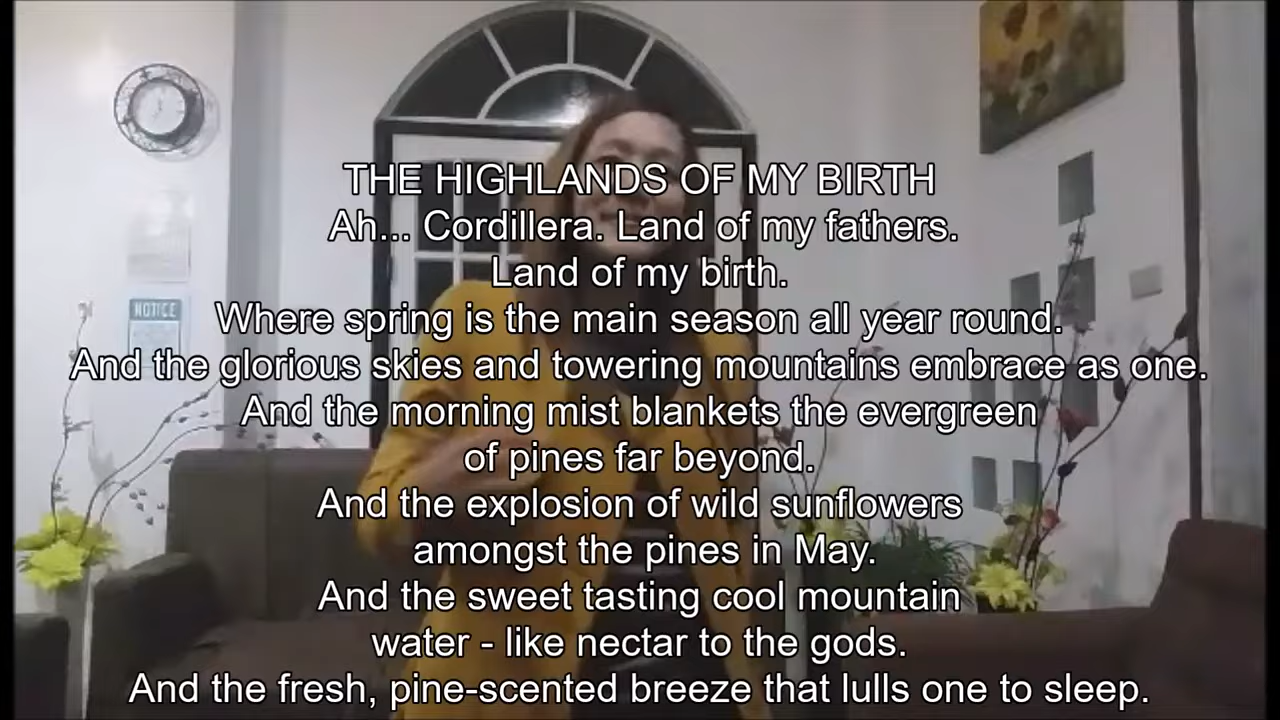 THE HIGHLANDS OF MY BIRTH
Ah... Cordillera. Land of my fathers.
Land of my birth.
Where spring is the main season all year round.
And the glorious skies and towering mountains embrace as one.
And the morning mist blankets the evergreen
of pines far beyond.
And the explosion of wild sunflowers
amongst the pines in May.
And the sweet tasting cool mountain
water - like nectar to the gods.
And the fresh, pine-scented breeze that lulls one to sleep.
NOTICE